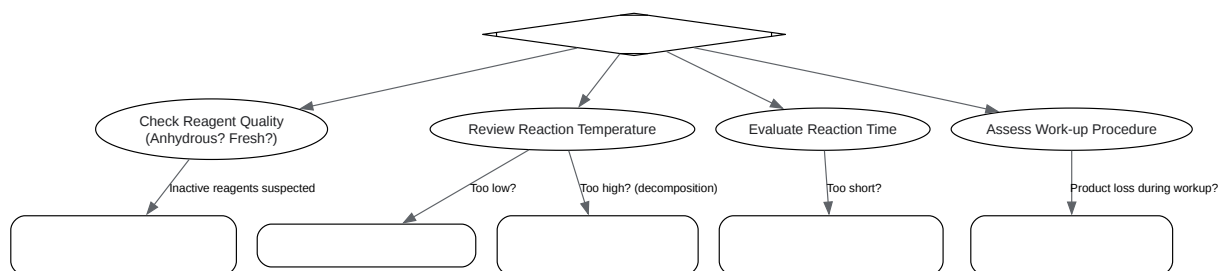 Check Reagent Quality
(Anhydrous? Fresh?)
Review Reaction Temperature
Evaluate Reaction Time
Assess Work-up Procedure
Inactive reagents suspected
Too low?
Too high? (decomposition)
Too short?
Product loss during workup?